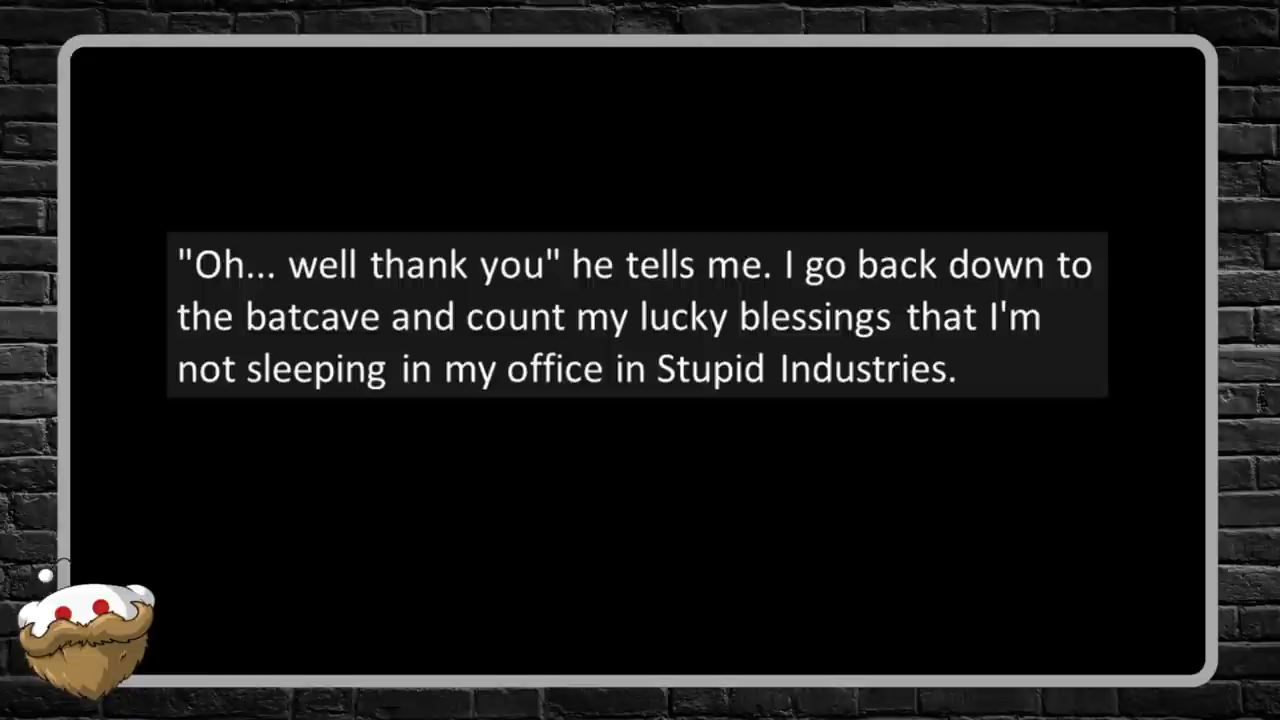 "Oh... well thank you" he tells me. I go back down to
the batcave and count my lucky blessings that I'm
not sleeping in my office in Stupid Industries.